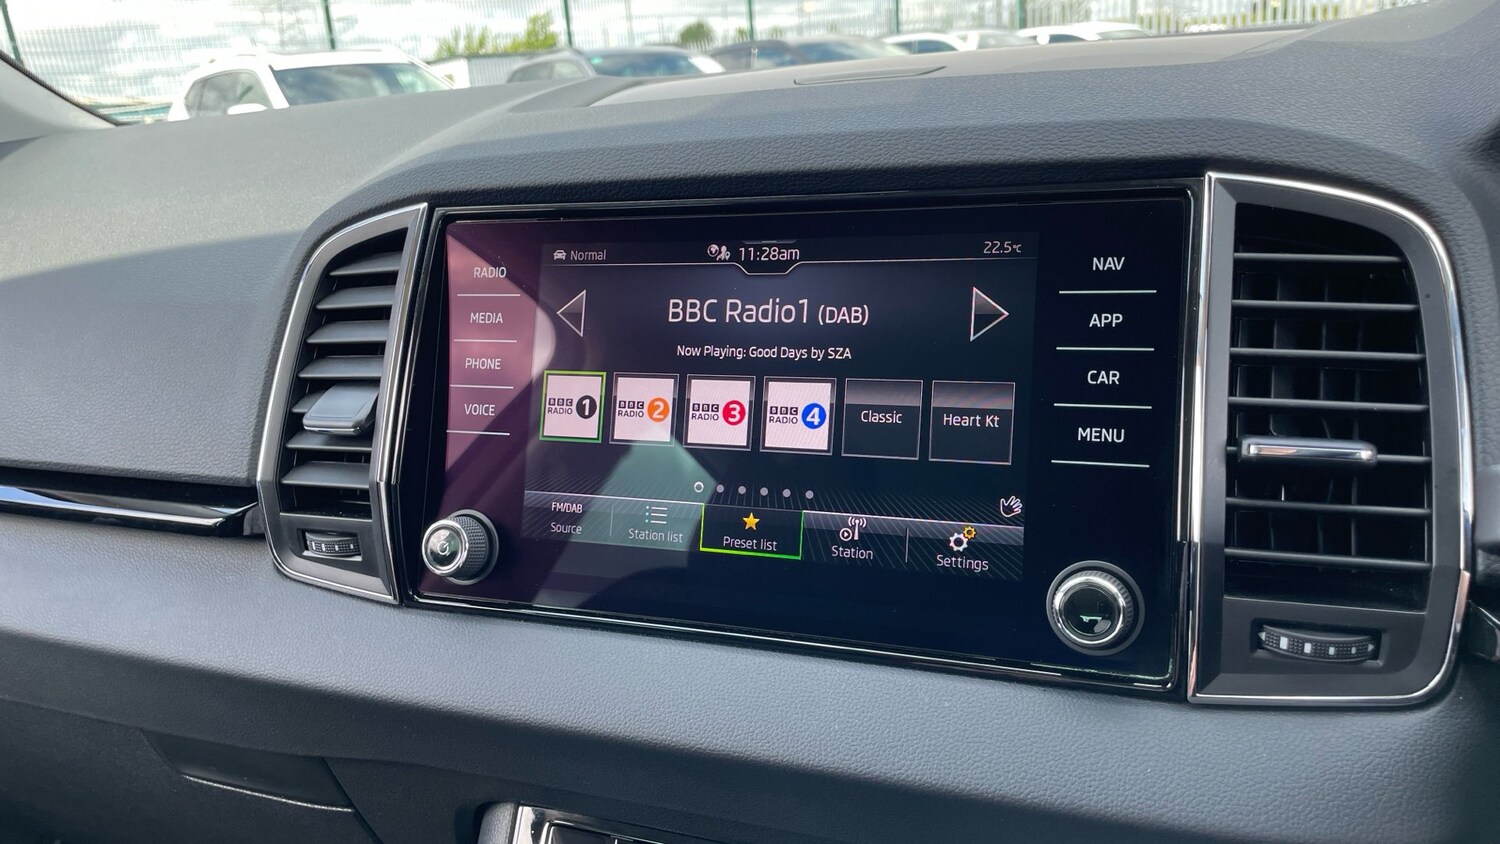 Normal
11:28am
22.5°C
RADIO
MEDIA
PHONE
VOICE
BBC Radio1 (DAB)
Now Playing: Good Days by SZA
BBC RADIO 1
BBC RADIO 2
BBC RADIO 3
BBC RADIO 4
Classic
Heart Kt
FM/DAB
Source
Station list
Preset list
Station
Settings
NAV
APP
CAR
MENU